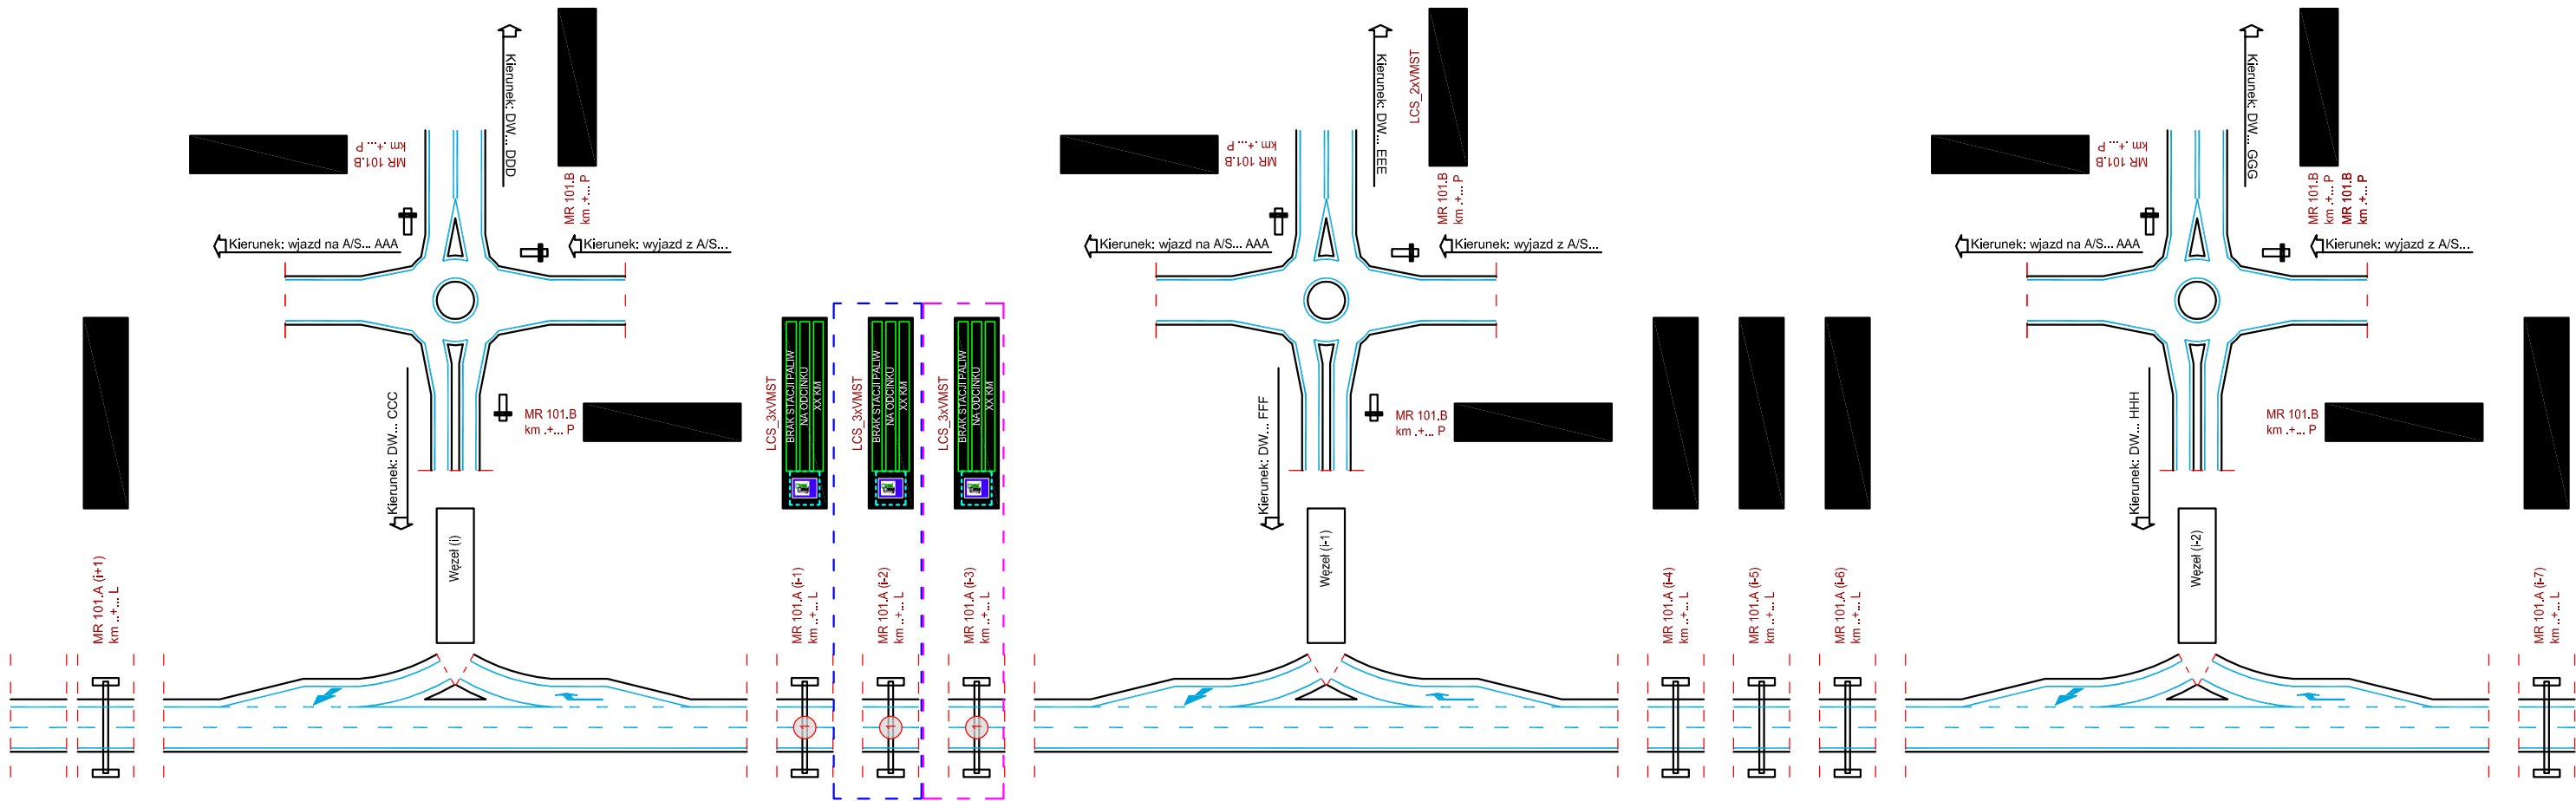 Kierunek: DW... DDD
MR 101.B
km .+... P
MR 101.B
km .+... P
Kierunek: wjazd na A/S... AAA
Kierunek: wyjazd z A/S...
MR 101.B
km .+... P
Kierunek: DW... CCC
Węzeł (i)
MR 101.A (i+1)
km ..+... L
LCS_3xVMST
BRAK STACJI PALIW
NA ODCINKU
XX KM
MR 101.A (i-1)
km ..+... L
1
LCS_3xVMST
BRAK STACJI PALIW
NA ODCINKU
XX KM
MR 101.A (i-2)
km ..+... L
1
LCS_3xVMST
BRAK STACJI PALIW
NA ODCINKU
XX KM
MR 101.A (i-3)
km ..+... L
1
Kierunek: DW... EEE
LCS_2xVMST
MR 101.B
km .+... P
MR 101.B
km .+... P
Kierunek: wjazd na A/S... AAA
Kierunek: wyjazd z A/S...
MR 101.B
km .+... P
Kierunek: DW... FFF
Węzeł (i-1)
MR 101.A (i-4)
km ..+... L
MR 101.A (i-5)
km ..+... L
MR 101.A (i-6)
km ..+... L
Kierunek: DW... GGG
MR 101.B
km .+... P
MR 101.B
km .+... P
MR 101.B
km .+... P
Kierunek: wjazd na A/S... AAA
Kierunek: wyjazd z A/S...
MR 101.B
km .+... P
Kierunek: DW... HHH
Węzeł (i-2)
MR 101.A (i-7)
km ..+... L